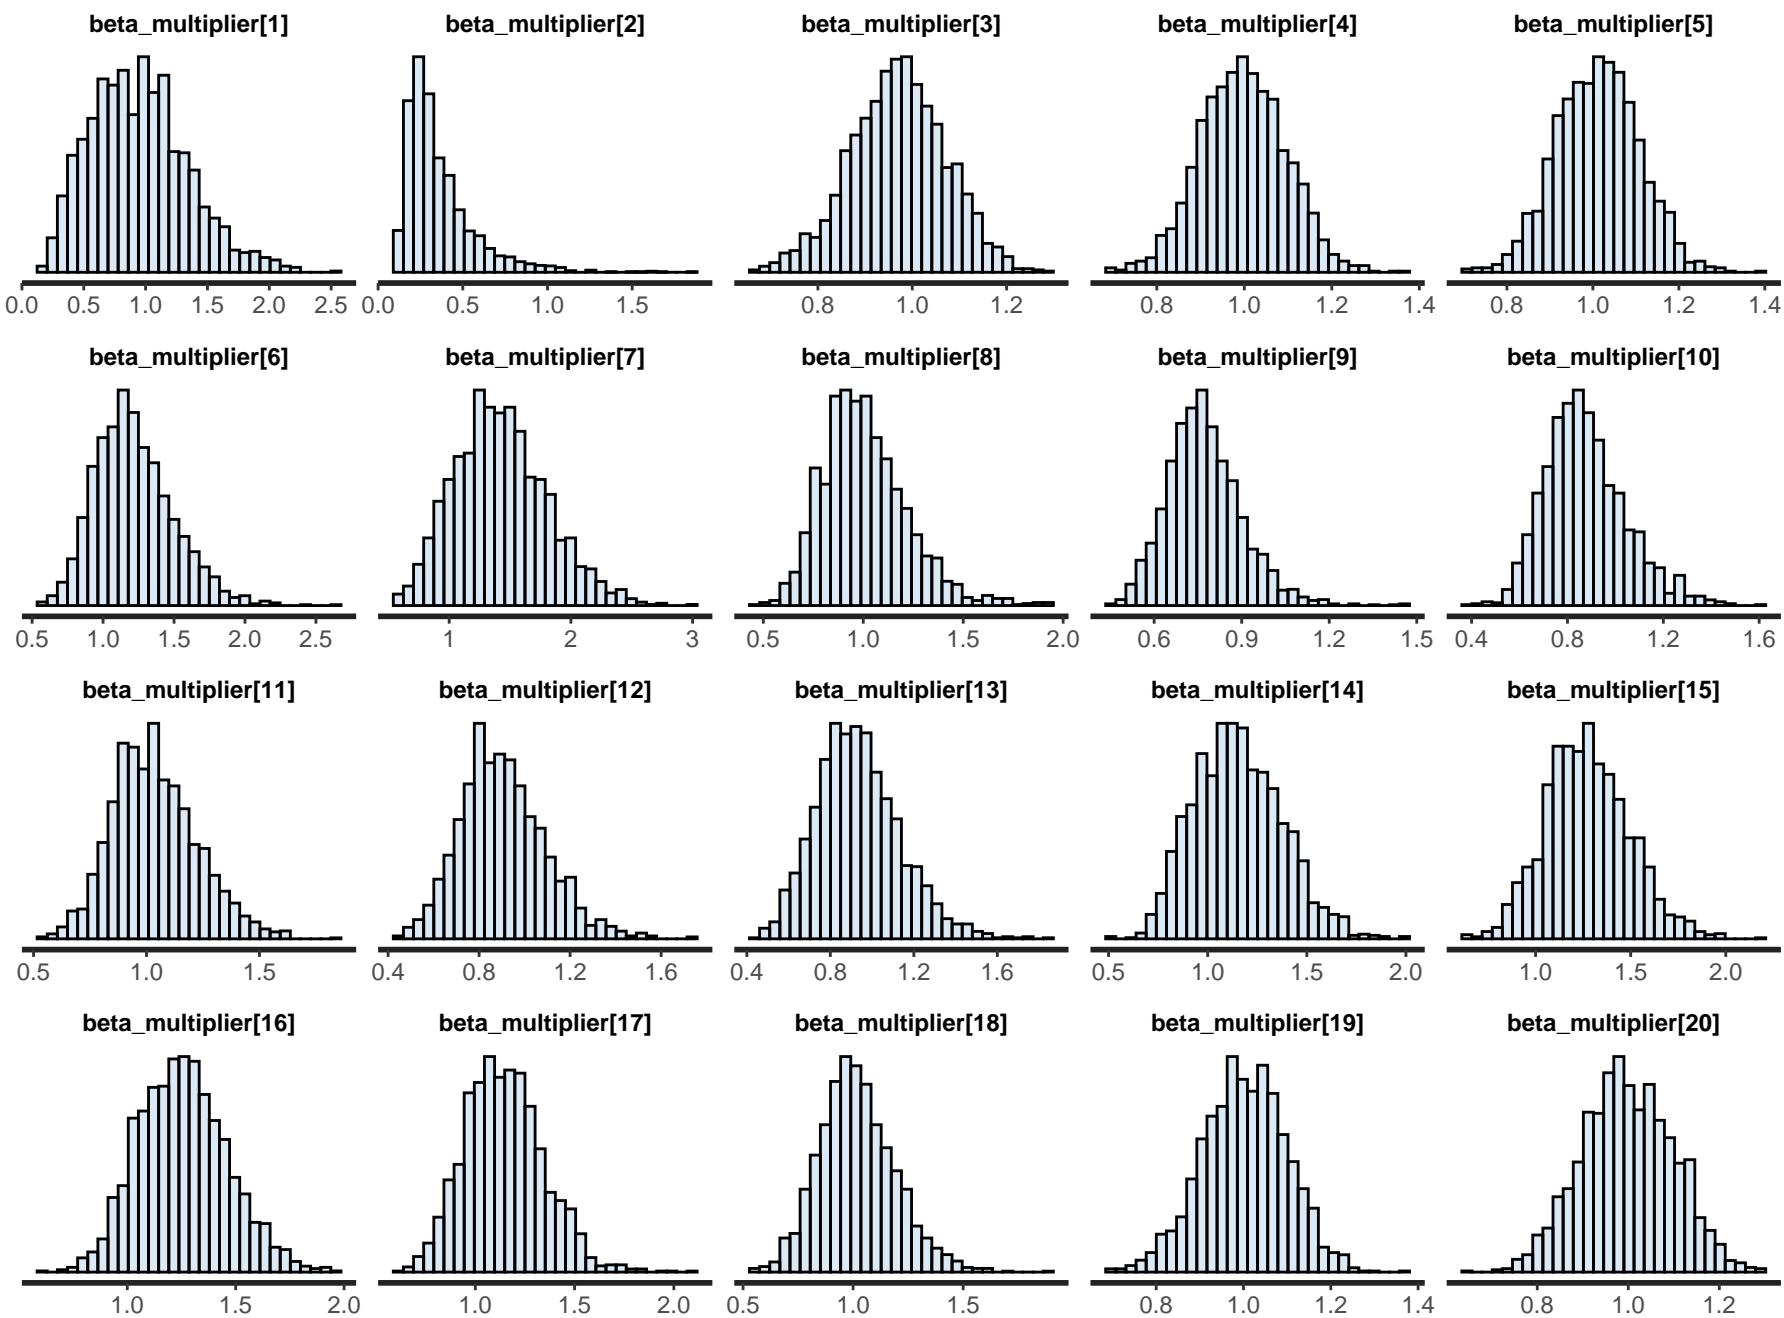 beta_multiplier[1] beta_multiplier[2] beta_multiplier[3] beta_multiplier[4] beta_multiplier[5]
0.0 0.5 1.0 1.5 2.0 2.5 0.0 0.5 1.0 1.5 0.8 1.0 1.2 0.8 1.0 1.2 1.4 0.8 1.0 1.2 1.4
beta_multiplier[6] beta_multiplier[7] beta_multiplier[8] beta_multiplier[9] beta_multiplier[10]
0.5 1.0 1.5 2.0 2.5 1 2 3 0.5 1.0 1.5 2.0 0.6 0.9 1.2 1.5 0.4 0.8 1.2 1.6
beta_multiplier[11] beta_multiplier[12] beta_multiplier[13] beta_multiplier[14] beta_multiplier[15]
0.5 1.0 1.5 0.4 0.8 1.2 1.6 0.4 0.8 1.2 1.6 0.5 1.0 1.5 2.0 1.0 1.5 2.0
beta_multiplier[16] beta_multiplier[17] beta_multiplier[18] beta_multiplier[19] beta_multiplier[20]
1.0 1.5 2.0 1.0 1.5 2.0 0.5 1.0 1.5 0.8 1.0 1.2 1.4 0.8 1.0 1.2